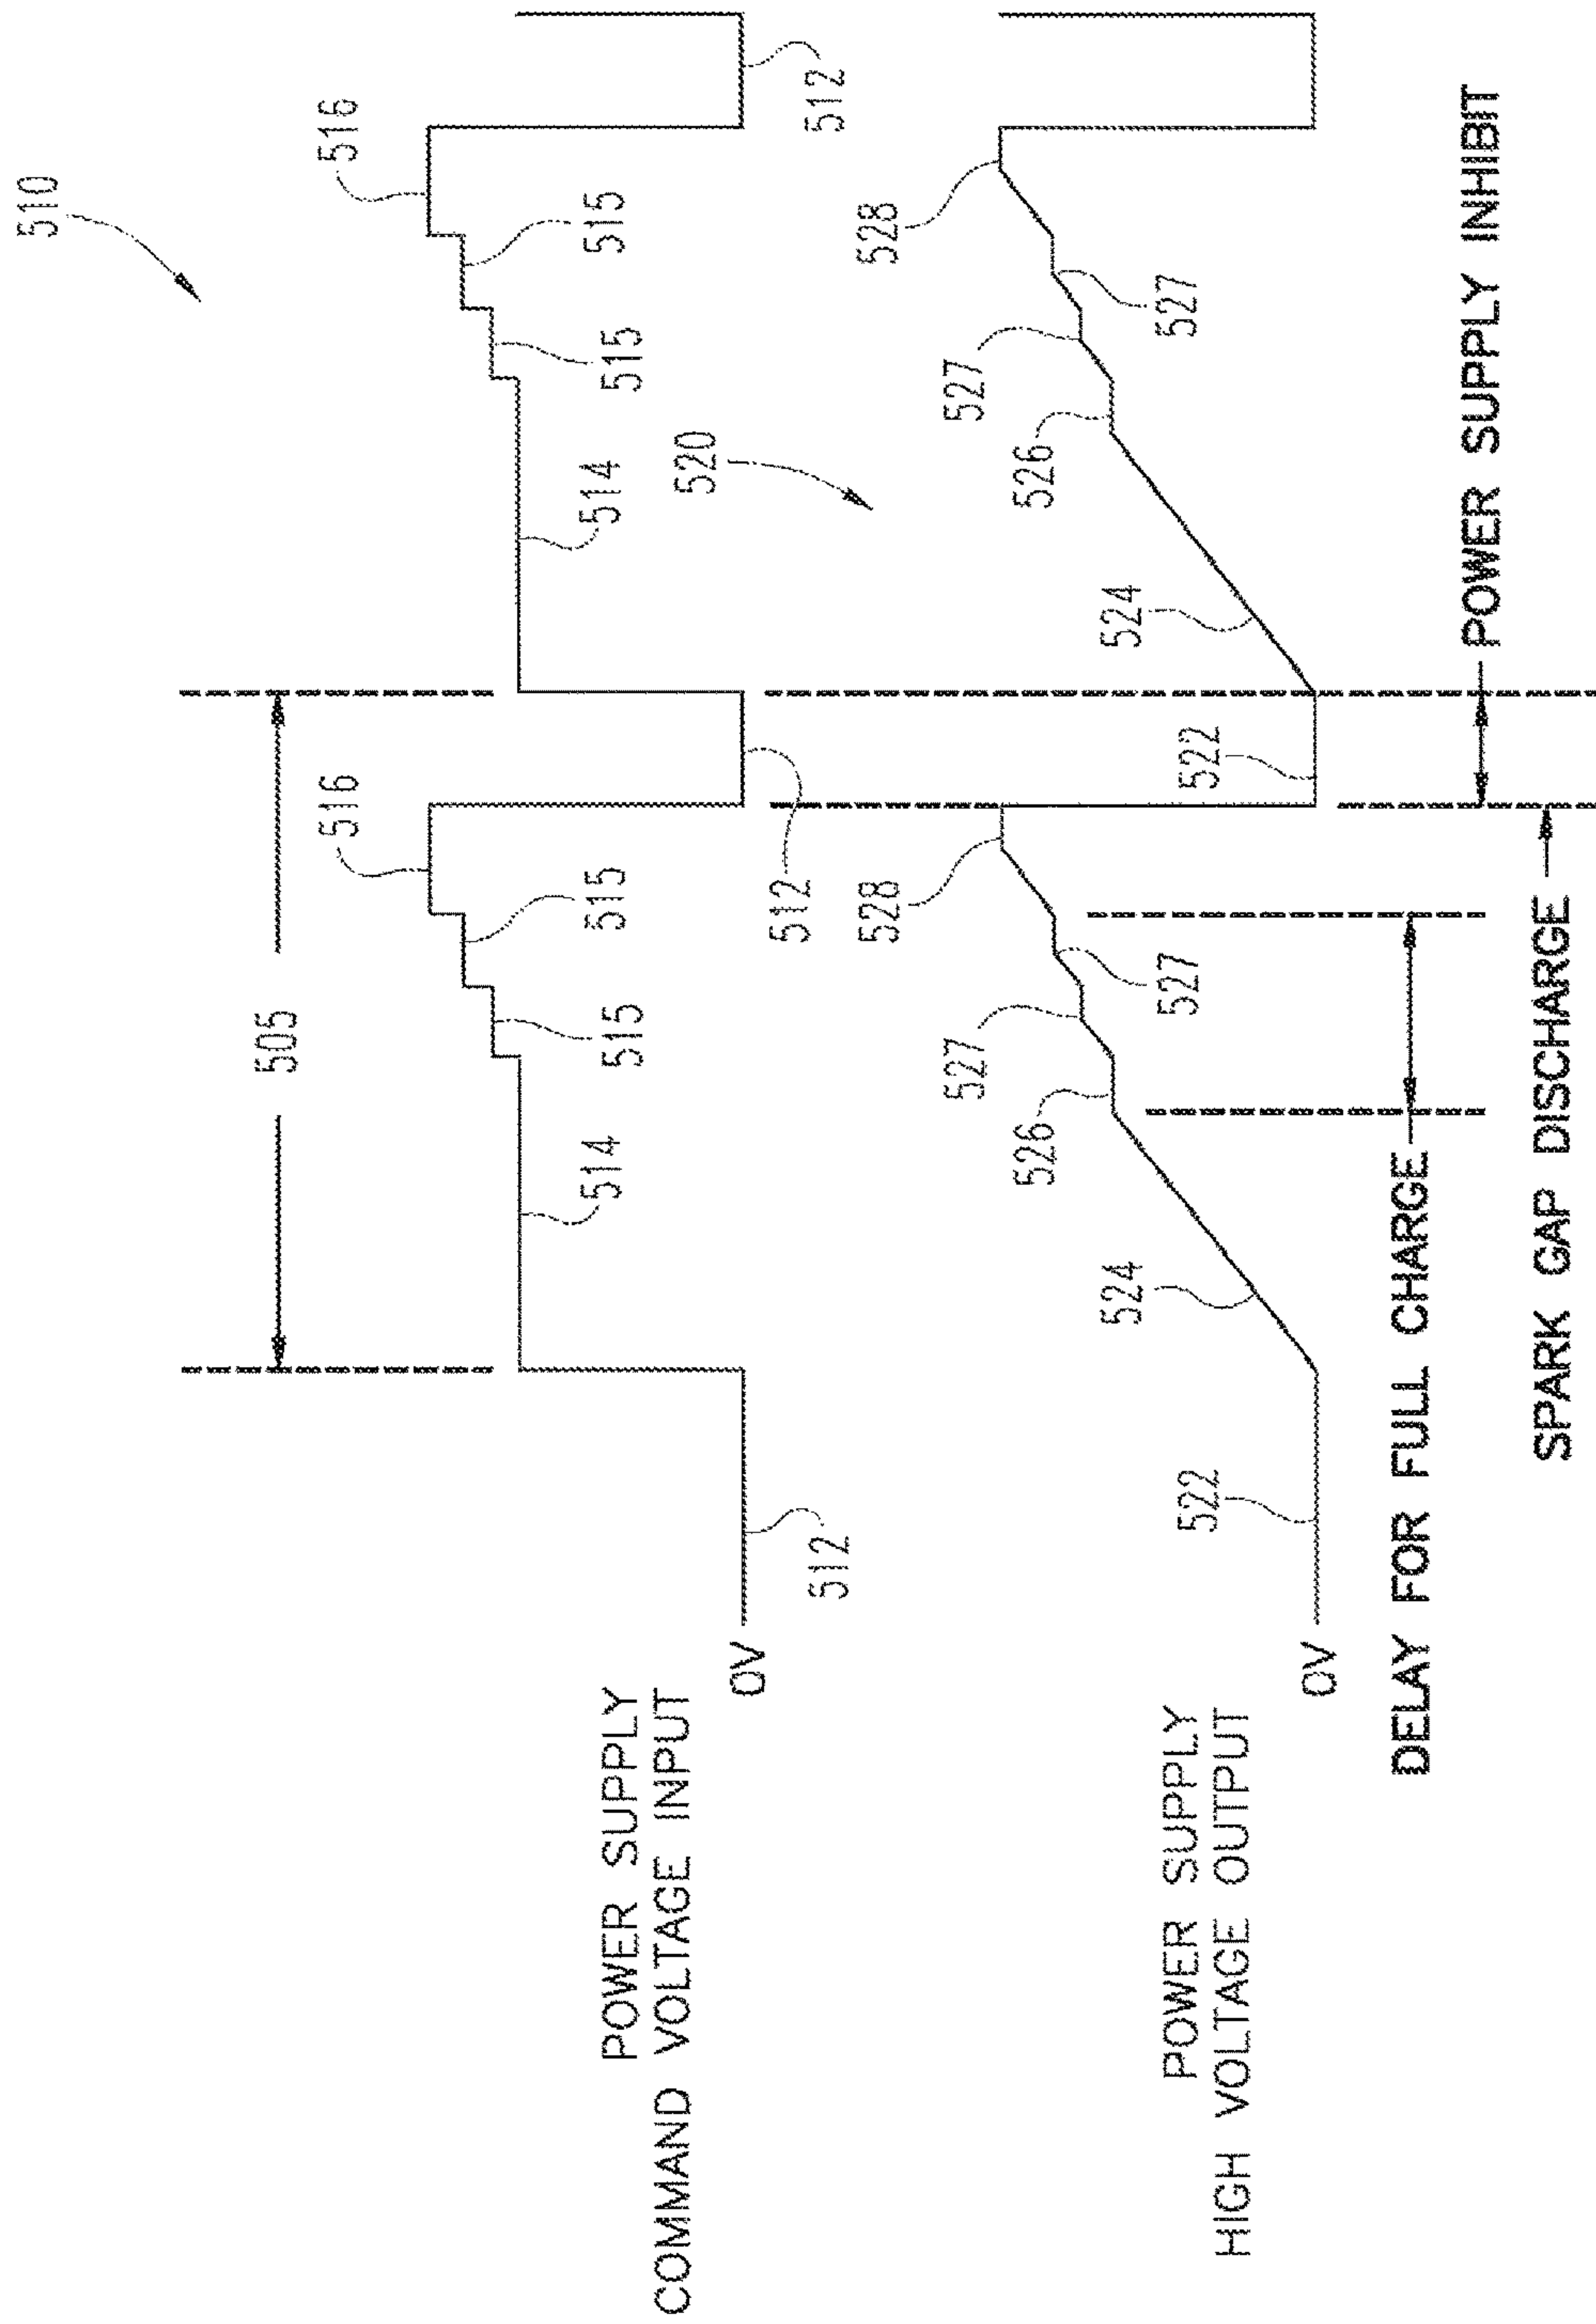 510
505
516
516
515
515
515
515
514
514
512
512
512
POWER SUPPLY
COMMAND VOLTAGE INPUT
0V
520
528
528
527
527
527
527
526
526
524
524
522
522
POWER SUPPLY
HIGH VOLTAGE OUTPUT
0V
DELAY FOR FULL CHARGE
POWER SUPPLY INHIBIT
SPARK GAP DISCHARGE